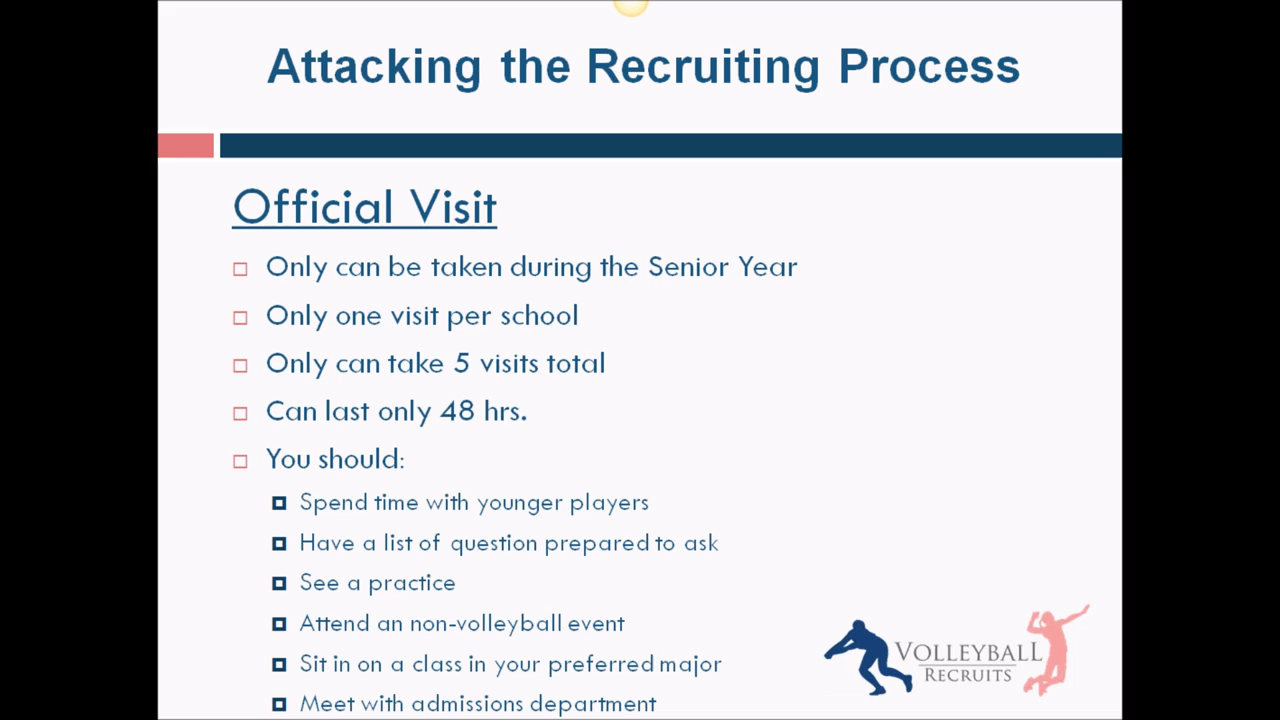 Attacking the Recruiting Process
Official Visit
Only can be taken during the Senior Year
Only one visit per school
Only can take 5 visits total
Can last only 48 hrs.
You should:
Spend time with younger players
Have a list of question prepared to ask
See a practice
Attend an non-volleyball event
Sit in on a class in your preferred major
Meet with admissions department
VOLLEYBALL
RECRUITS